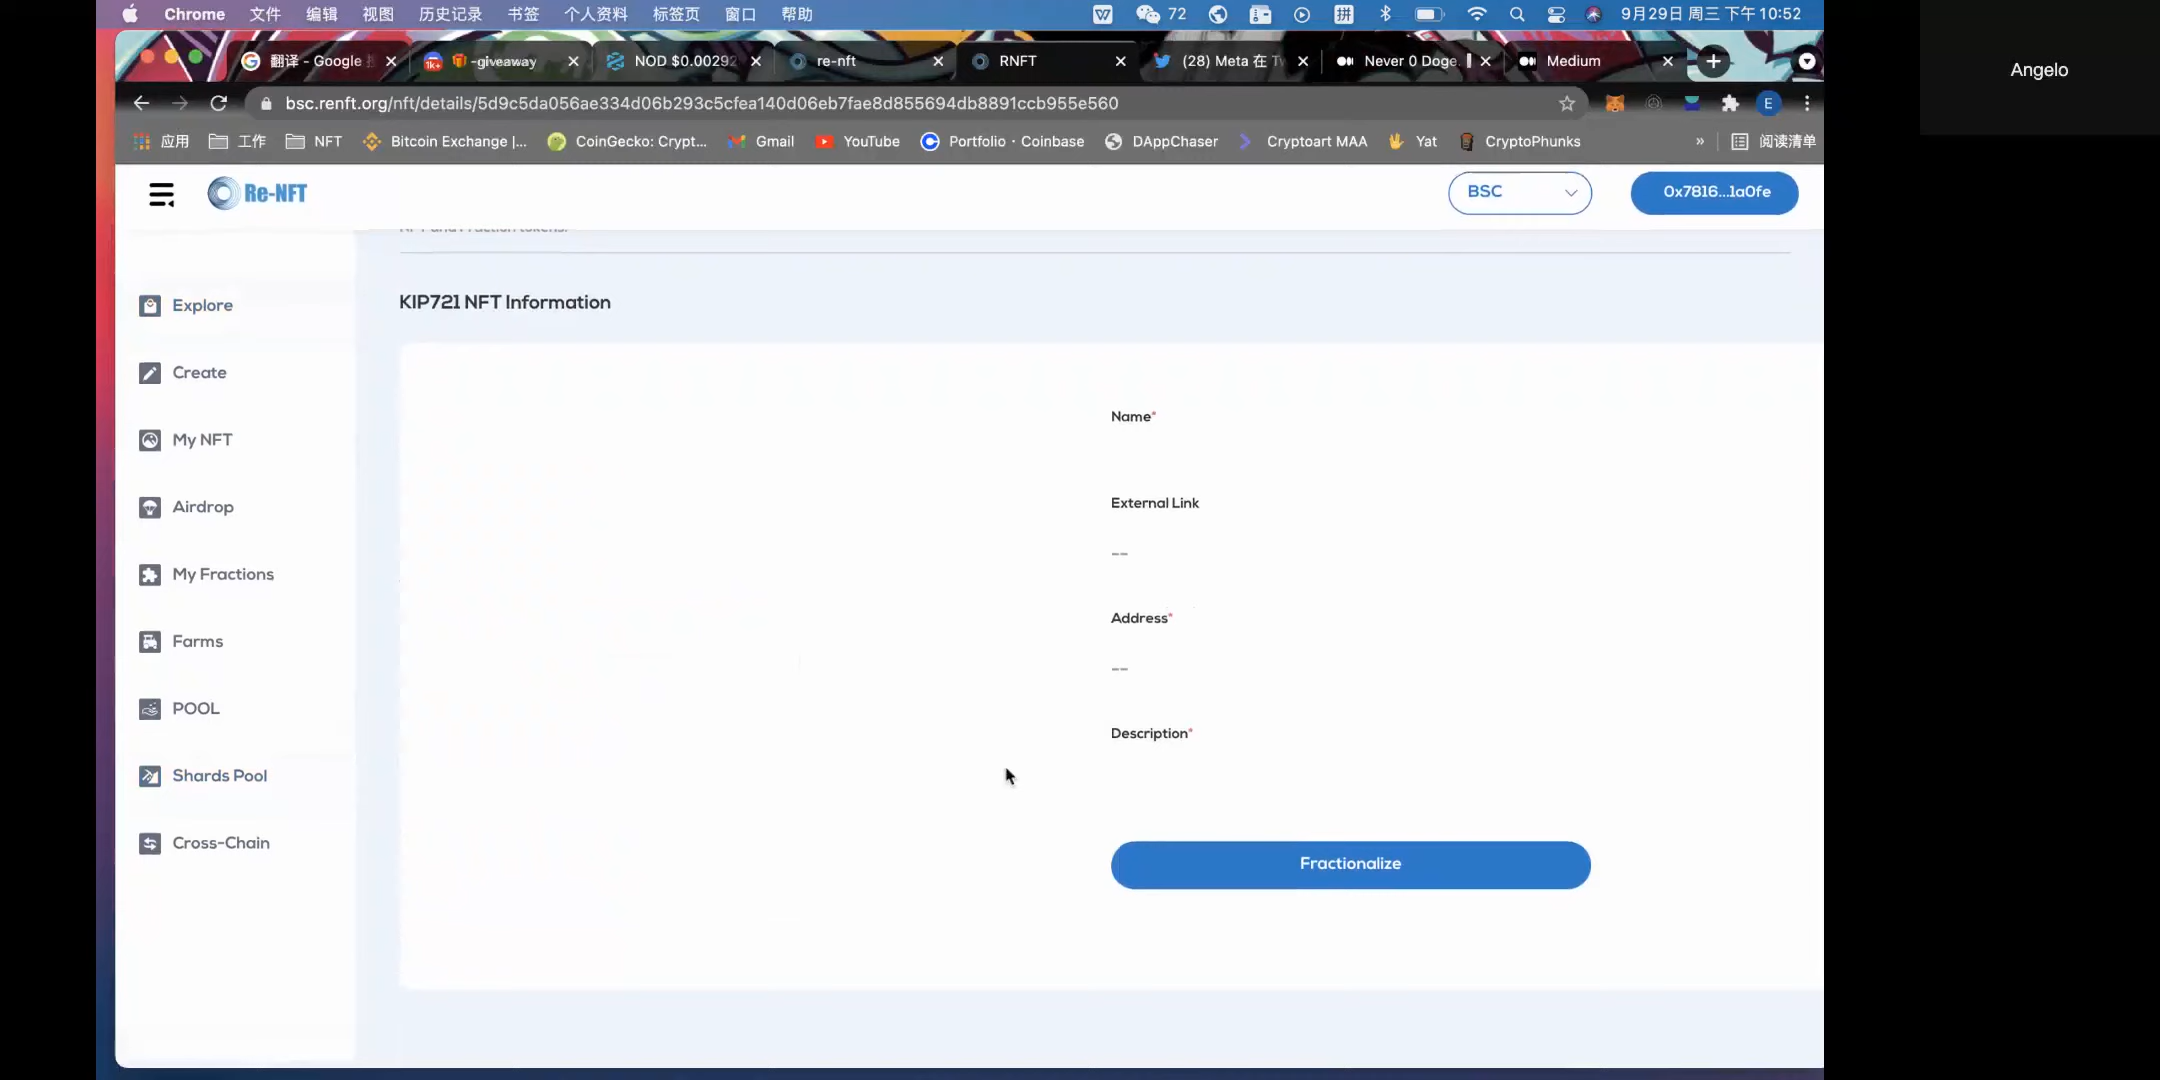 Chrome 文件 编辑 视图 历史记录 书签 个人资料 标签页 窗口 帮助 72 拼 9月29日 周三 下午 10:52
翻译 - Google 1k+ -giveaway NOD $0.00292 re-nft RNFT (28) Meta 在 Tw Never 0 Doge. Medium
bsc.renft.org/nft/details/5d9c5da056ae334d06b293c5cfea140d06eb7fae8d855694db8891ccb955e560 E
应用 工作 NFT Bitcoin Exchange |... CoinGecko: Crypt... Gmail YouTube Portfolio · Coinbase DAppChaser Cryptoart MAA Yat CryptoPhunks » 阅读清单
Re-NFT BSC 0x7816...1a0fe
Angelo
Explore
Create
My NFT
Airdrop
My Fractions
Farms
POOL
Shards Pool
Cross-Chain
KIP721 NFT Information
Name*
External Link
--
Address*
--
Description*
Fractionalize